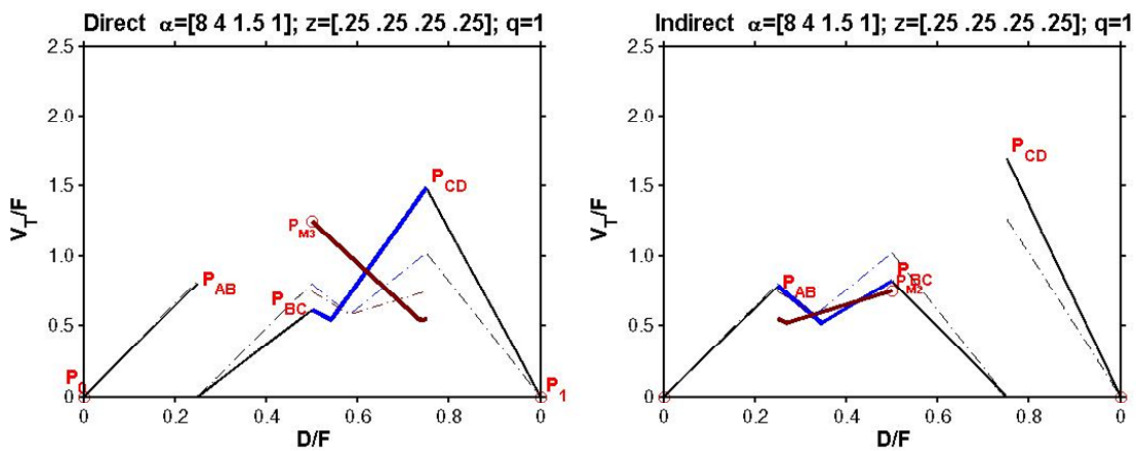 Direct α=[8 4 1.5 1]; z=[.25 .25 .25 .25]; q=1
2.5
2.0
1.5
1.0
0.5
0
V_T/F
P_CD
P_M3
P_AB
P_BC
P_0
P_1
0
0.2
0.4
0.6
0.8
0
D/F
Indirect α=[8 4 1.5 1]; z=[.25 .25 .25 .25]; q=1
2.5
2.0
1.5
1.0
0.5
0
V_T/F
P_CD
P_AB
P_BC
P_M2
0
0.2
0.4
0.6
0.8
1
D/F